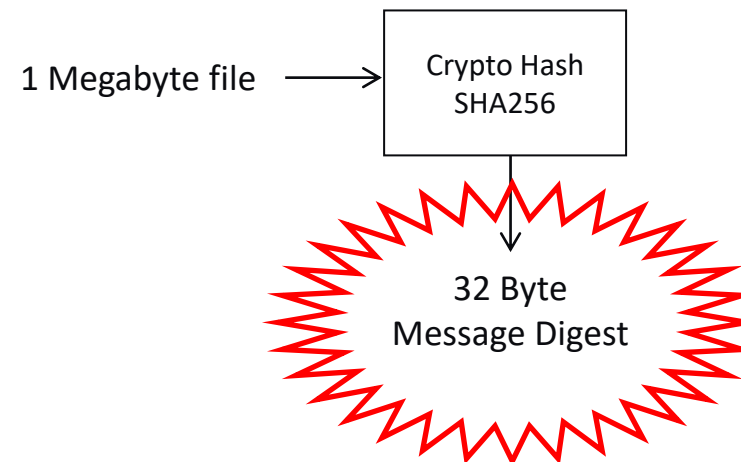 1 Megabyte file
Crypto Hash
SHA256
32 Byte
Message Digest